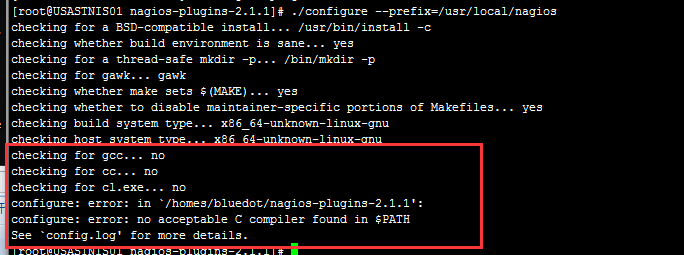 [root@USASTNIS01 nagios-plugins-2.1.1]# ./configure --prefix=/usr/local/nagios
checking for a BSD-compatible install... /usr/bin/install -c
checking whether build environment is sane... yes
checking for a thread-safe mkdir -p... /bin/mkdir -p
checking for gawk... gawk
checking whether make sets $(MAKE)... yes
checking whether to disable maintainer-specific portions of Makefiles... yes
checking build system type... x86_64-unknown-linux-gnu
checking host system type... x86_64-unknown-linux-gnu
checking for gcc... no
checking for cc... no
checking for cl.exe... no
configure: error: in `/homes/bluedot/nagios-plugins-2.1.1':
configure: error: no acceptable C compiler found in $PATH
See `config.log' for more details.
[root@USASTNIS01 nagios-plugins-2.1.1]#